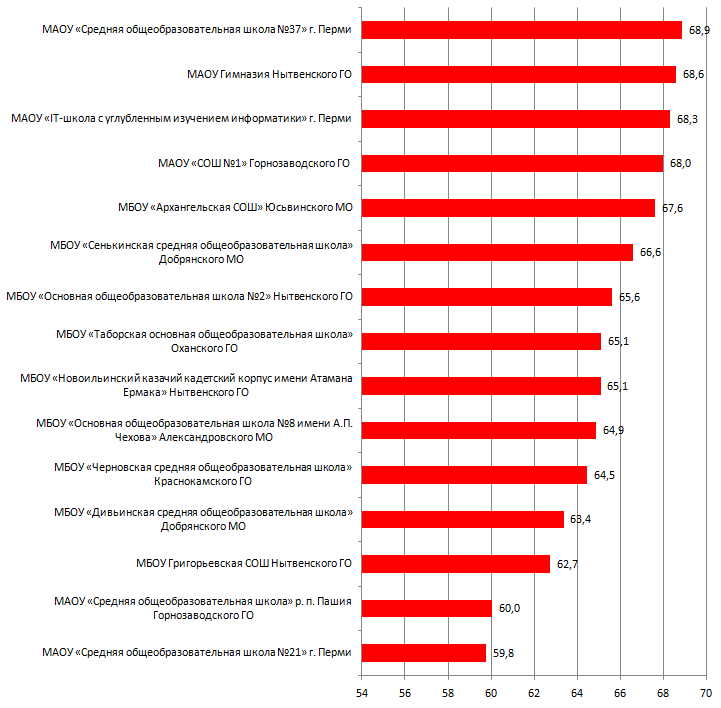 МАОУ «Средняя общеобразовательная школа №37» г. Перми
68,9
МАОУ Гимназия Нытвенского ГО
68,6
МАОУ «IT-школа с углубленным изучением информатики» г. Перми
68,3
МАОУ «СОШ №1» Горнозаводского ГО
68,0
МБОУ «Архангельская СОШ» Юсьвинского МО
67,6
МБОУ «Сенькинская средняя общеобразовательная школа»
Добрянского МО
66,6
МБОУ «Основная общеобразовательная школа №2» Нытвенского ГО
65,6
МБОУ «Таборская основная общеобразовательная школа»
Оханского ГО
65,1
МБОУ «Новоильинский казачий кадетский корпус имени Атамана
Ермака» Нытвенского ГО
65,1
МБОУ «Основная общеобразовательная школа №8 имени А.П.
Чехова» Александровского МО
64,9
МБОУ «Черновская средняя общеобразовательная школа»
Краснокамского ГО
64,5
МБОУ «Дивьинская средняя общеобразовательная школа»
Добрянского МО
63,4
МБОУ Григорьевская СОШ Нытвенского ГО
62,7
МАОУ «Средняя общеобразовательная школа» р. п. Пашия
Горнозаводского ГО
60,0
МАОУ «Средняя общеобразовательная школа №21» г. Перми
59,8
54 56 58 60 62 64 66 68 70